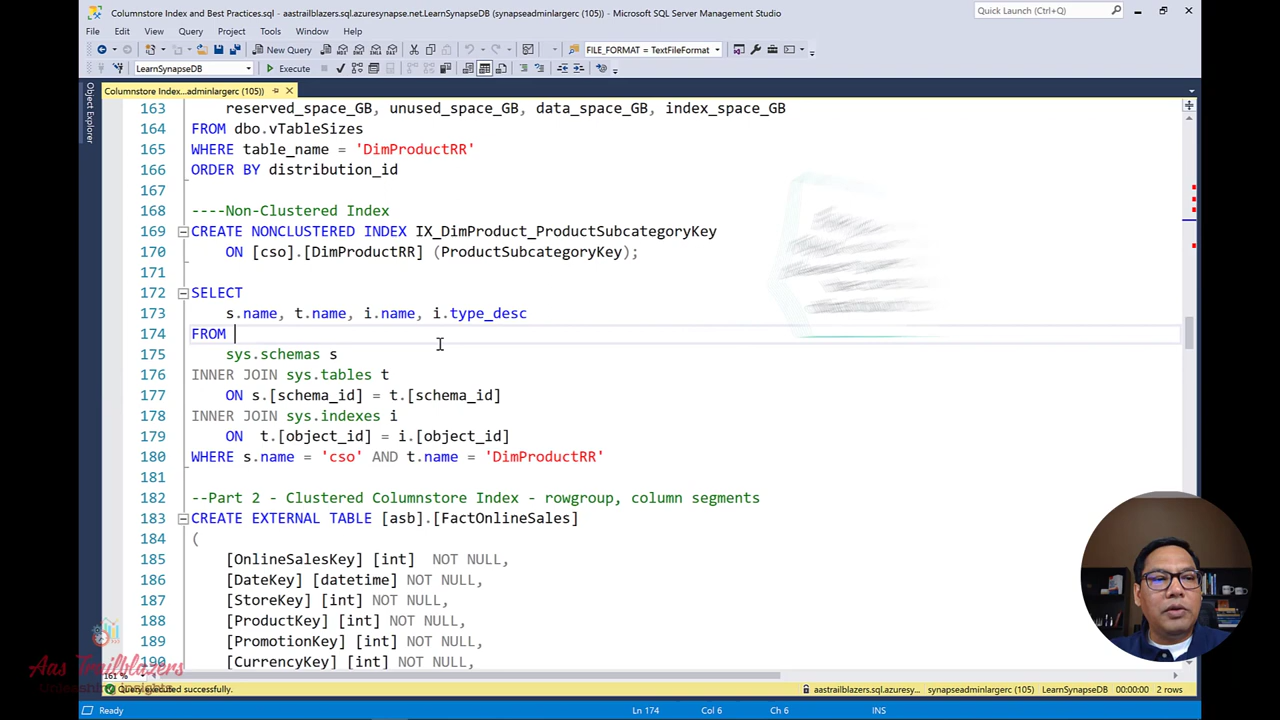 Columnstore Index and Best Practices.sql - aastrailblazers.sql.azuresynapse.net.LearnSynapseDB (synapseadminlargerc (105)) - Microsoft SQL Server Management Studio
Quick Launch (Ctrl+Q)
File Edit View Query Project Tools Window Help
New Query
FILE_FORMAT = TextFileFormat
LearnSynapseDB
Execute
Columnstore Index...adminlargerc (105))
Object Explorer
163 reserved_space_GB, unused_space_GB, data_space_GB, index_space_GB
164 FROM dbo.vTableSizes
165 WHERE table_name = 'DimProductRR'
166 ORDER BY distribution_id
167
168 ----Non-Clustered Index
169 CREATE NONCLUSTERED INDEX IX_DimProduct_ProductSubcategoryKey
170 ON [cso].[DimProductRR] (ProductSubcategoryKey);
171
172 SELECT
173 s.name, t.name, i.name, i.type_desc
174 FROM
175 sys.schemas s
176 INNER JOIN sys.tables t
177 ON s.[schema_id] = t.[schema_id]
178 INNER JOIN sys.indexes i
179 ON t.[object_id] = i.[object_id]
180 WHERE s.name = 'cso' AND t.name = 'DimProductRR'
181
182 --Part 2 - Clustered Columnstore Index - rowgroup, column segments
183 CREATE EXTERNAL TABLE [asb].[FactOnlineSales]
184 (
185 [OnlineSalesKey] [int] NOT NULL,
186 [DateKey] [datetime] NOT NULL,
187 [StoreKey] [int] NOT NULL,
188 [ProductKey] [int] NOT NULL,
189 [PromotionKey] [int] NOT NULL,
190 [CurrencyKey] [int] NOT NULL,
161 %
Aas Trailblazers
Unleashing Insights
Query executed successfully.
aastrailblazers.sql.azuresy...
synapseadminlargerc (105)
LearnSynapseDB
00:00:00
2 rows
Ready
Ln 174
Col 6
Ch 6
INS